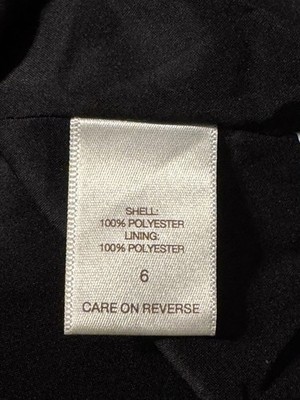 SHELL:
100% POLYESTER
LINING:
100% POLYESTER
6
CARE ON REVERSE